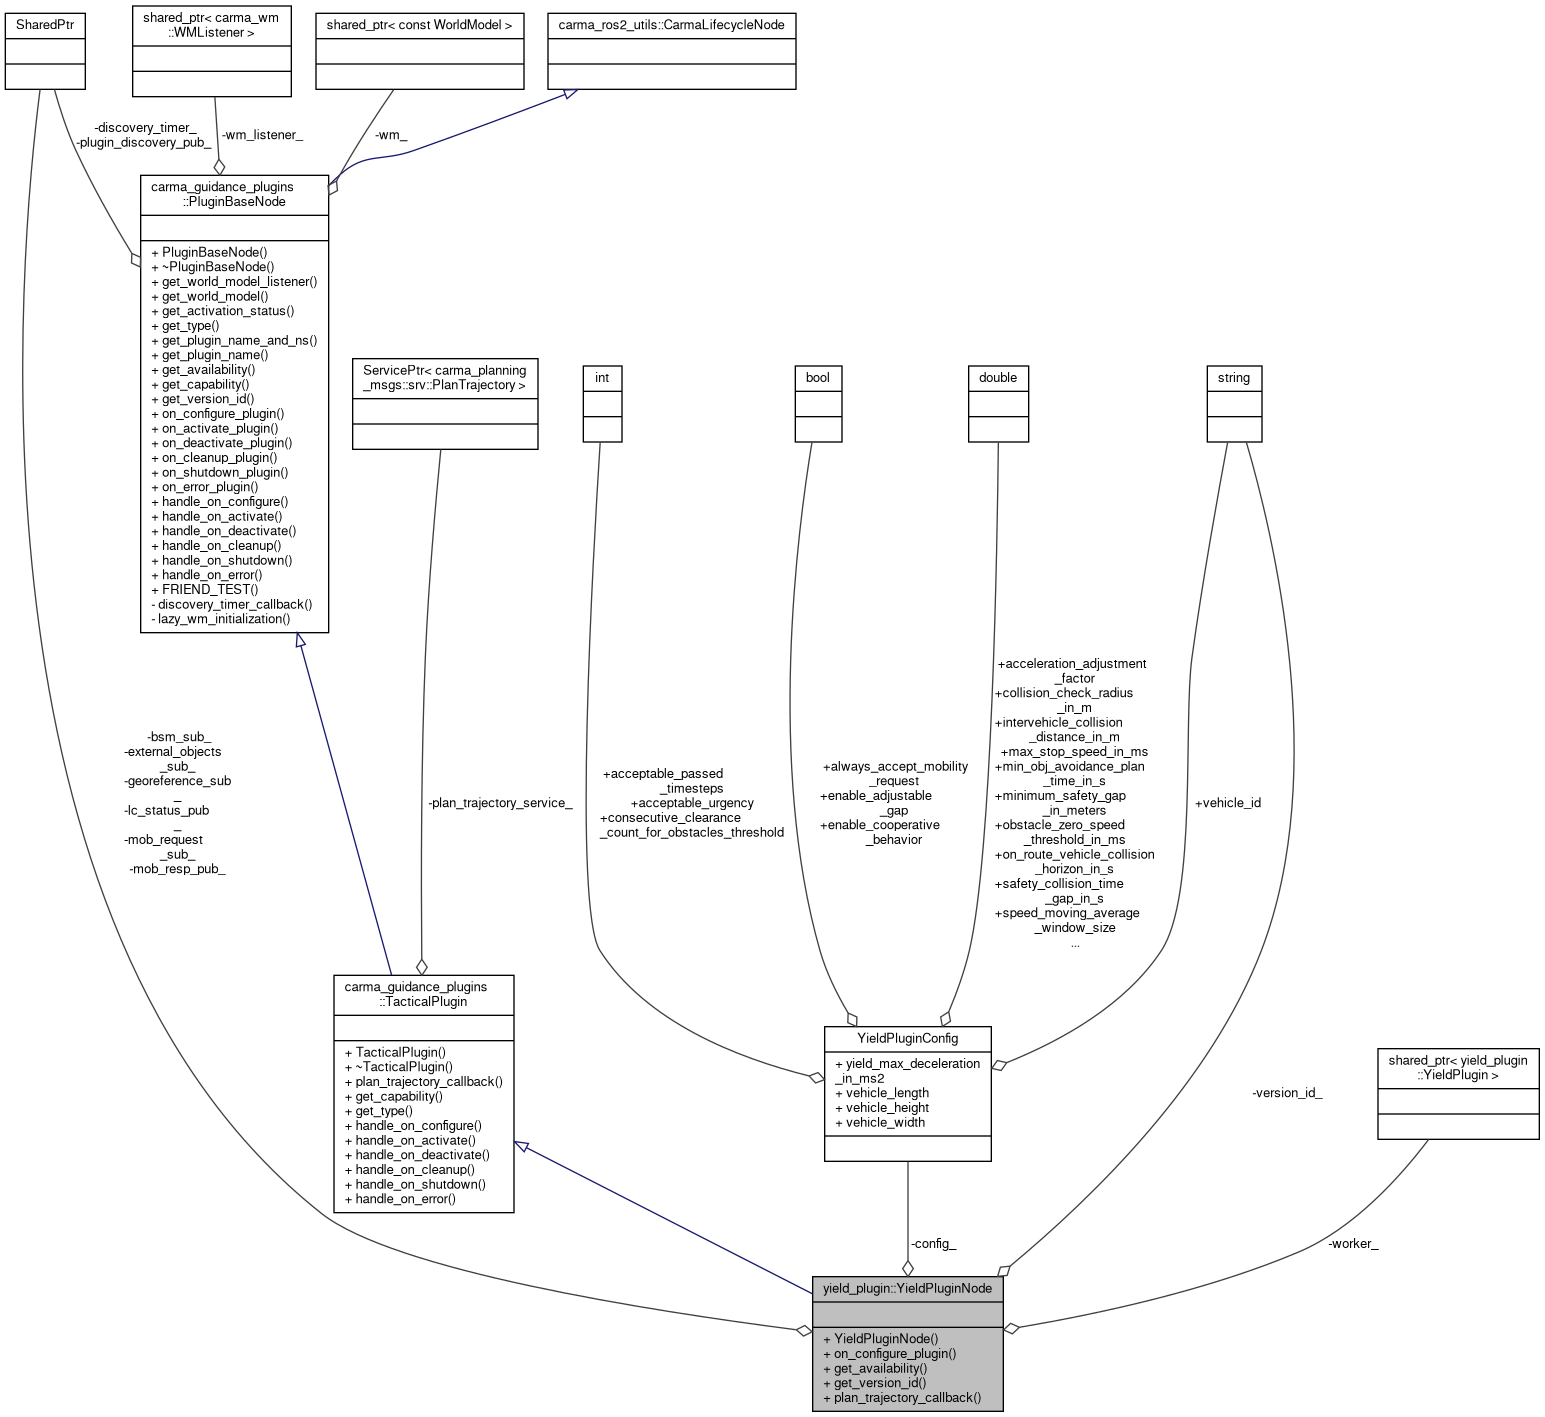 SharedPtr
shared_ptr< carma_wm
::WMListener >
shared_ptr< const WorldModel >
carma_ros2_utils::CarmaLifecycleNode
-discovery_timer_
-plugin_discovery_pub_
-wm_listener_
-wm_
carma_guidance_plugins
::PluginBaseNode
+ PluginBaseNode()
+ ~PluginBaseNode()
+ get_world_model_listener()
+ get_world_model()
+ get_activation_status()
+ get_type()
+ get_plugin_name_and_ns()
+ get_plugin_name()
+ get_availability()
+ get_capability()
+ get_version_id()
+ on_configure_plugin()
+ on_activate_plugin()
+ on_deactivate_plugin()
+ on_cleanup_plugin()
+ on_shutdown_plugin()
+ on_error_plugin()
+ handle_on_configure()
+ handle_on_activate()
+ handle_on_deactivate()
+ handle_on_cleanup()
+ handle_on_shutdown()
+ handle_on_error()
+ FRIEND_TEST()
- discovery_timer_callback()
- lazy_wm_initialization()
ServicePtr< carma_planning
_msgs::srv::PlanTrajectory >
int
bool
double
string
-bsm_sub_
-external_objects
_sub_
-georeference_sub
_
-lc_status_pub
_
-mob_request
_sub_
-mob_resp_pub_
-plan_trajectory_service_
+acceptable_passed
_timesteps
+acceptable_urgency
+consecutive_clearance
_count_for_obstacles_threshold
+always_accept_mobility
_request
+enable_adjustable
_gap
+enable_cooperative
_behavior
+acceleration_adjustment
_factor
+collision_check_radius
_in_m
+intervehicle_collision
_distance_in_m
+max_stop_speed_in_ms
+min_obj_avoidance_plan
_time_in_s
+minimum_safety_gap
_in_meters
+obstacle_zero_speed
_threshold_in_ms
+on_route_vehicle_collision
_horizon_in_s
+safety_collision_time
_gap_in_s
+speed_moving_average
_window_size
...
+vehicle_id
carma_guidance_plugins
::TacticalPlugin
+ TacticalPlugin()
+ ~TacticalPlugin()
+ plan_trajectory_callback()
+ get_capability()
+ get_type()
+ handle_on_configure()
+ handle_on_activate()
+ handle_on_deactivate()
+ handle_on_cleanup()
+ handle_on_shutdown()
+ handle_on_error()
YieldPluginConfig
+ yield_max_deceleration
_in_ms2
+ vehicle_length
+ vehicle_height
+ vehicle_width
-version_id_
shared_ptr< yield_plugin
::YieldPlugin >
-config_
-worker_
yield_plugin::YieldPluginNode
+ YieldPluginNode()
+ on_configure_plugin()
+ get_availability()
+ get_version_id()
+ plan_trajectory_callback()